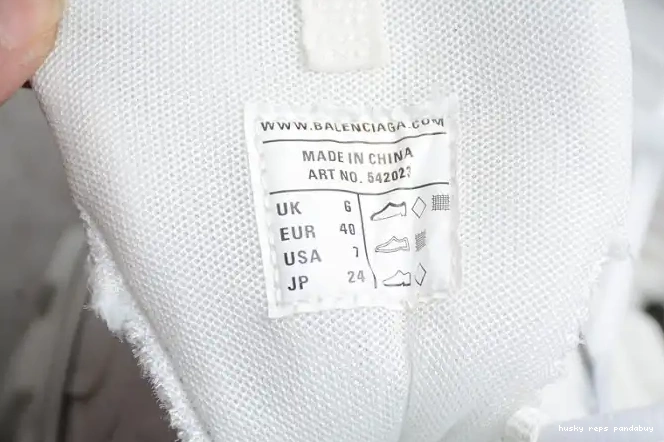 WWW.BALENCIAGA.COM
MADE IN CHINA
ART NO. 542023
UK 6
EUR 40
USA 7
JP 24
husky reps pandabuy